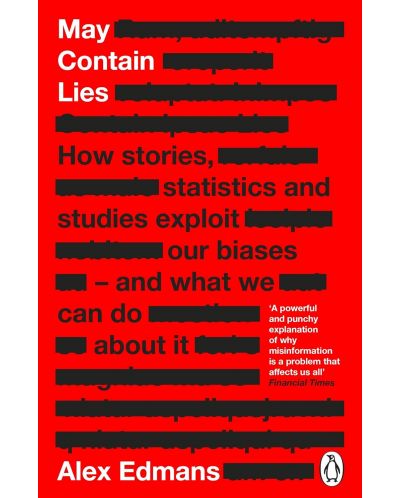 May
Contain
Lies
How stories,
statistics and
studies exploit
our biases
– and what we
can do
about it
‘A powerful
and punchy
explanation
of why
misinformation
is a problem that
affects us all’
Financial Times
Alex Edmans